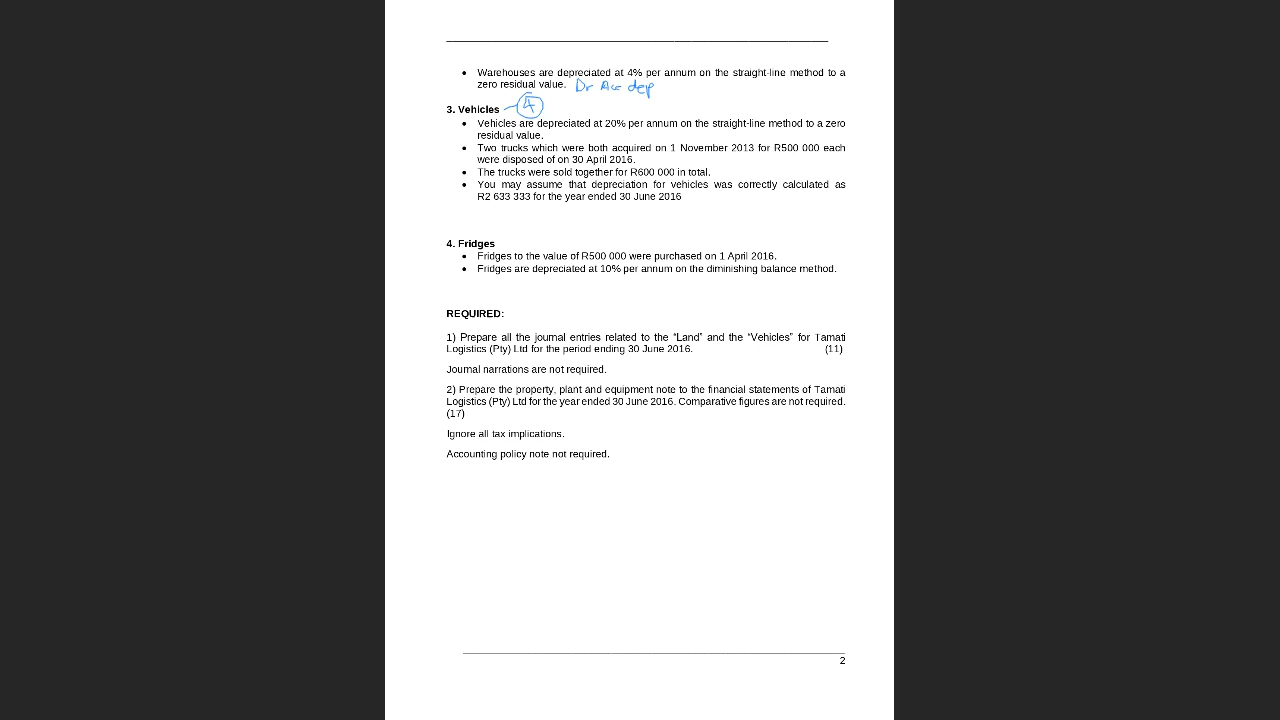 • Warehouses are depreciated at 4% per annum on the straight-line method to a
zero residual value. Dr Acc dep
3. Vehicles 4
• Vehicles are depreciated at 20% per annum on the straight-line method to a zero
residual value.
• Two trucks which were both acquired on 1 November 2013 for R500 000 each
were disposed of on 30 April 2016.
• The trucks were sold together for R600 000 in total.
• You may assume that depreciation for vehicles was correctly calculated as
R2 633 333 for the year ended 30 June 2016
4. Fridges
• Fridges to the value of R500 000 were purchased on 1 April 2016.
• Fridges are depreciated at 10% per annum on the diminishing balance method.
REQUIRED:
1) Prepare all the journal entries related to the “Land” and the “Vehicles” for Tamati
Logistics (Pty) Ltd for the period ending 30 June 2016. (11)
Journal narrations are not required.
2) Prepare the property, plant and equipment note to the financial statements of Tamati
Logistics (Pty) Ltd for the year ended 30 June 2016. Comparative figures are not required.
(17)
Ignore all tax implications.
Accounting policy note not required.
2